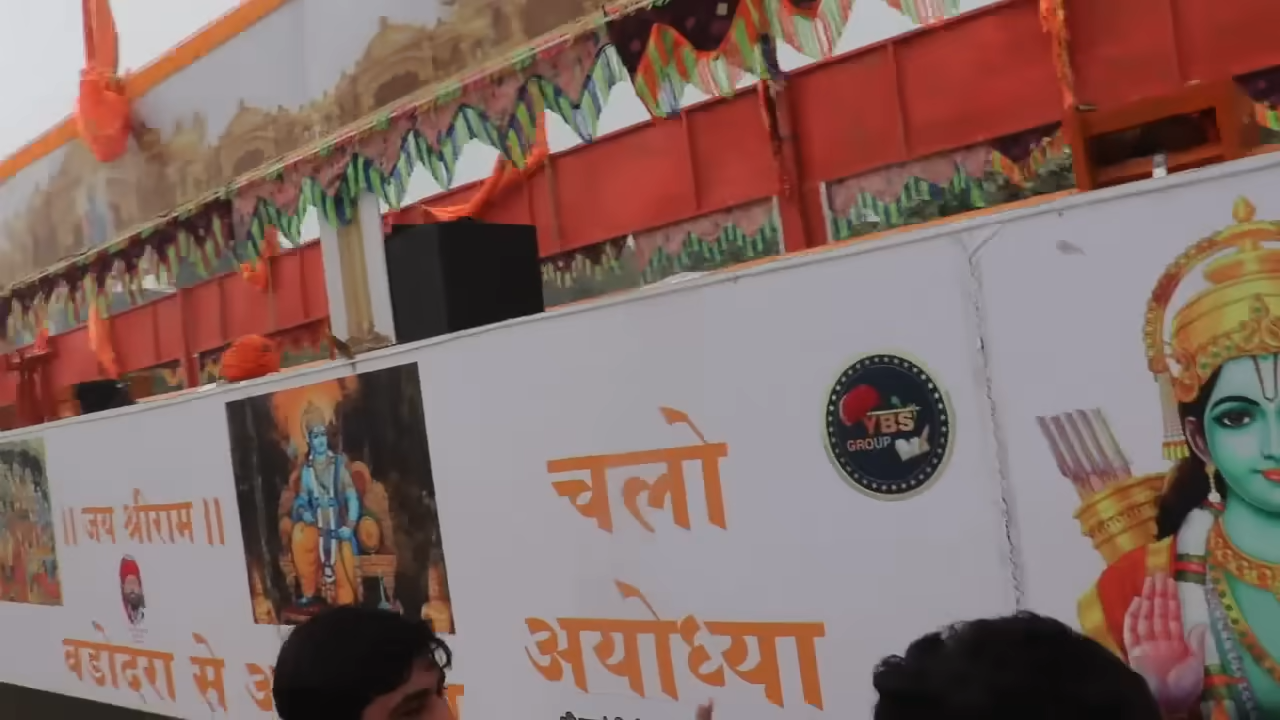 ॥ जय श्रीराम ॥
वडोदरा से
चलो
अयोध्या
YBS
GROUP